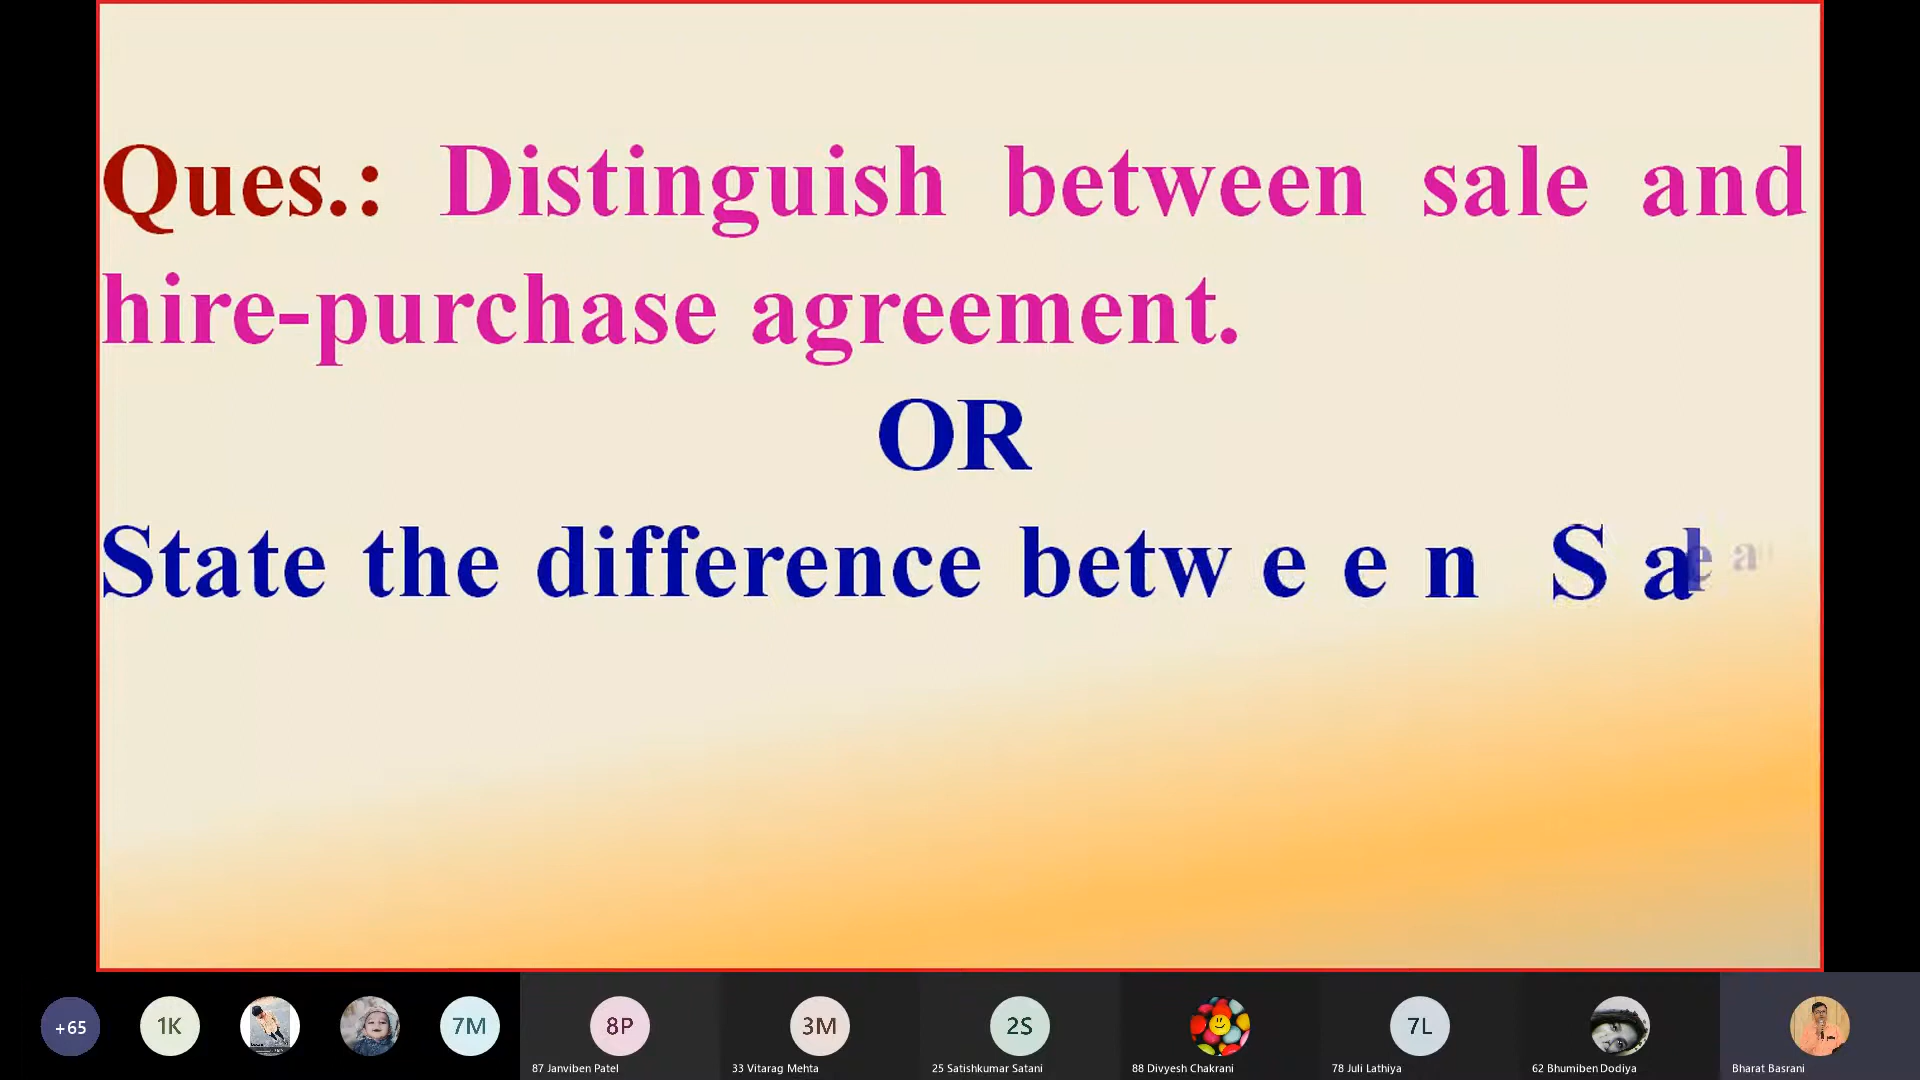 Ques.: Distinguish between sale and
hire-purchase agreement.
OR
State the difference between Sale a
+65
1K
7M
8P
3M
2S
7L
87 Janviben Patel
33 Vitarag Mehta
25 Satishkumar Satani
88 Divyesh Chakrani
78 Juli Lathiya
62 Bhumiben Dodiya
Bharat Basrani